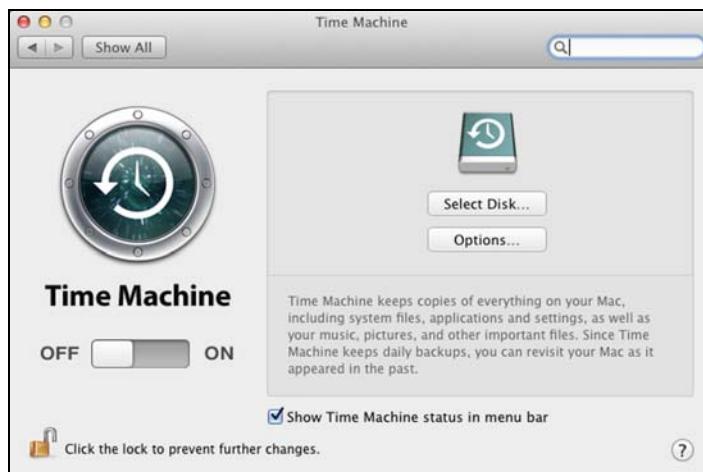 Time Machine
Show All
Select Disk...
Options...
Time Machine
Time Machine keeps copies of everything on your Mac,
including system files, applications and settings, as well as
your music, pictures, and other important files. Since Time
Machine keeps daily backups, you can revisit your Mac as it
appeared in the past.
OFF ON
Show Time Machine status in menu bar
Click the lock to prevent further changes.
?